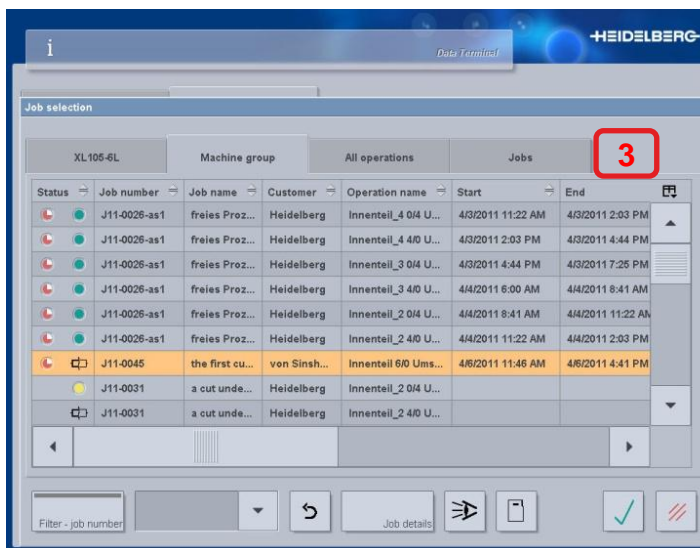 i
Data Terminal
HEIDELBERG
Job selection
XL105-6L Machine group All operations Jobs 3
Status Job number Job name Customer Operation name Start End
J11-0026-as1 freies Proz... Heidelberg Innenteil_4 0/4 U... 4/3/2011 11:22 AM 4/3/2011 2:03 PM
J11-0026-as1 freies Proz... Heidelberg Innenteil_4 4/0 U... 4/3/2011 2:03 PM 4/3/2011 4:44 PM
J11-0026-as1 freies Proz... Heidelberg Innenteil_3 0/4 U... 4/3/2011 4:44 PM 4/3/2011 7:25 PM
J11-0026-as1 freies Proz... Heidelberg Innenteil_3 4/0 U... 4/4/2011 6:00 AM 4/4/2011 8:41 AM
J11-0026-as1 freies Proz... Heidelberg Innenteil_2 0/4 U... 4/4/2011 8:41 AM 4/4/2011 11:22 AM
J11-0026-as1 freies Proz... Heidelberg Innenteil_2 4/0 U... 4/4/2011 11:22 AM 4/4/2011 2:03 PM
J11-0045 the first cu... von Sinsh... Innenteil 6/0 Ums... 4/6/2011 11:46 AM 4/6/2011 4:41 PM
J11-0031 a cut unde... Heidelberg Innenteil_2 0/4 U...
J11-0031 a cut unde... Heidelberg Innenteil_2 4/0 U...
Filter - job number Job details